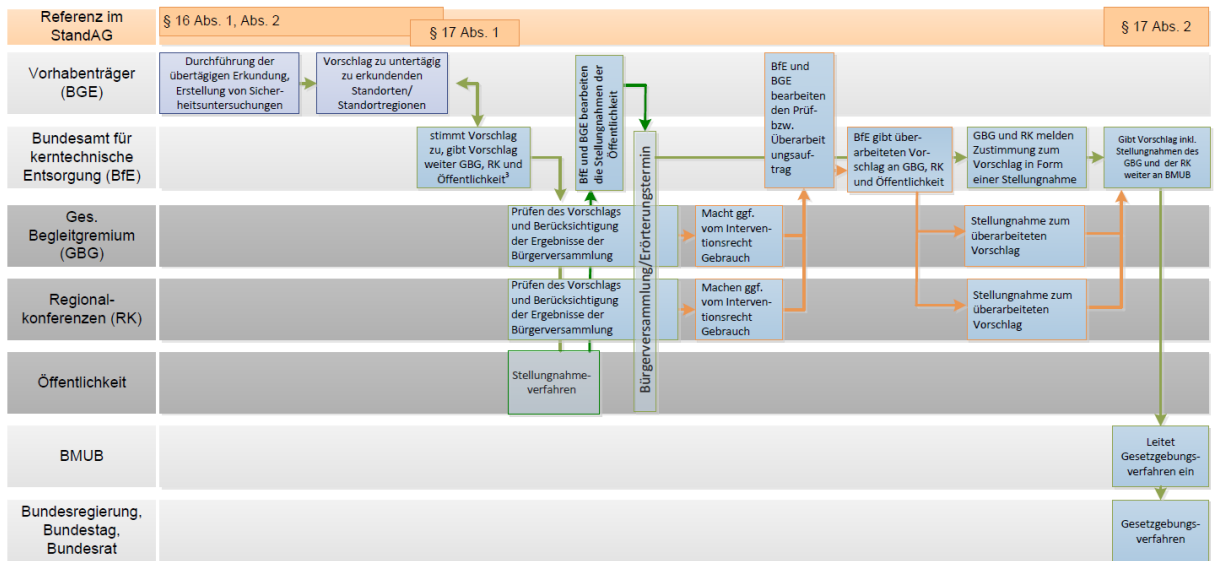 Referenz im
StandAG
§ 16 Abs. 1, Abs. 2
§ 17 Abs. 1
§ 17 Abs. 2
Vorhabenträger
(BGE)
Durchführung der
übertägigen Erkundung,
Erstellung von Sicher-
heitsuntersuchungen
Vorschlag zu untertägig
zu erkundenden
Standorten/
Standortregionen
BfE und BGE bearbeiten
die Stellungnahmen der
Öffentlichkeit
BfE und
BGE
bearbeiten
den Prüf-
bzw.
Überarbe
itungsauf-
trag
Bundesamt für
kerntechnische
Entsorgung (BfE)
stimmt Vorschlag
zu, gibt Vorschlag
weiter GBG, RK und
Öffentlichkeit³
Bürgerversammlung/Erörterungstermin
BfE gibt über-
arbeiteten Vor-
schlag an GBG, RK
und Öffentlichkeit
GBG und RK melden
Zustimmung zum
Vorschlag in Form
einer Stellungnahme
Gibt Vorschlag inkl.
Stellungnahmen des
GBG und der RK
weiter an BMUB
Ges.
Begleitgremium
(GBG)
Prüfen des Vorschlags
und Berücksichtigung
der Ergebnisse der
Bürgerversammlung
Macht ggf.
vom Interven-
tionsrecht
Gebrauch
Stellungnahme zum
überarbeiteten
Vorschlag
Regional-
konferenzen (RK)
Prüfen des Vorschlags
und Berücksichtigung
der Ergebnisse der
Bürgerversammlung
Machen ggf.
vom Interven-
tionsrecht
Gebrauch
Stellungnahme zum
überarbeiteten
Vorschlag
Öffentlichkeit
Stellungnahme-
verfahren
BMUB
Leitet
Gesetzgebungs-
verfahren ein
Bundesregierung,
Bundestag,
Bundesrat
Gesetzgebungs-
verfahren